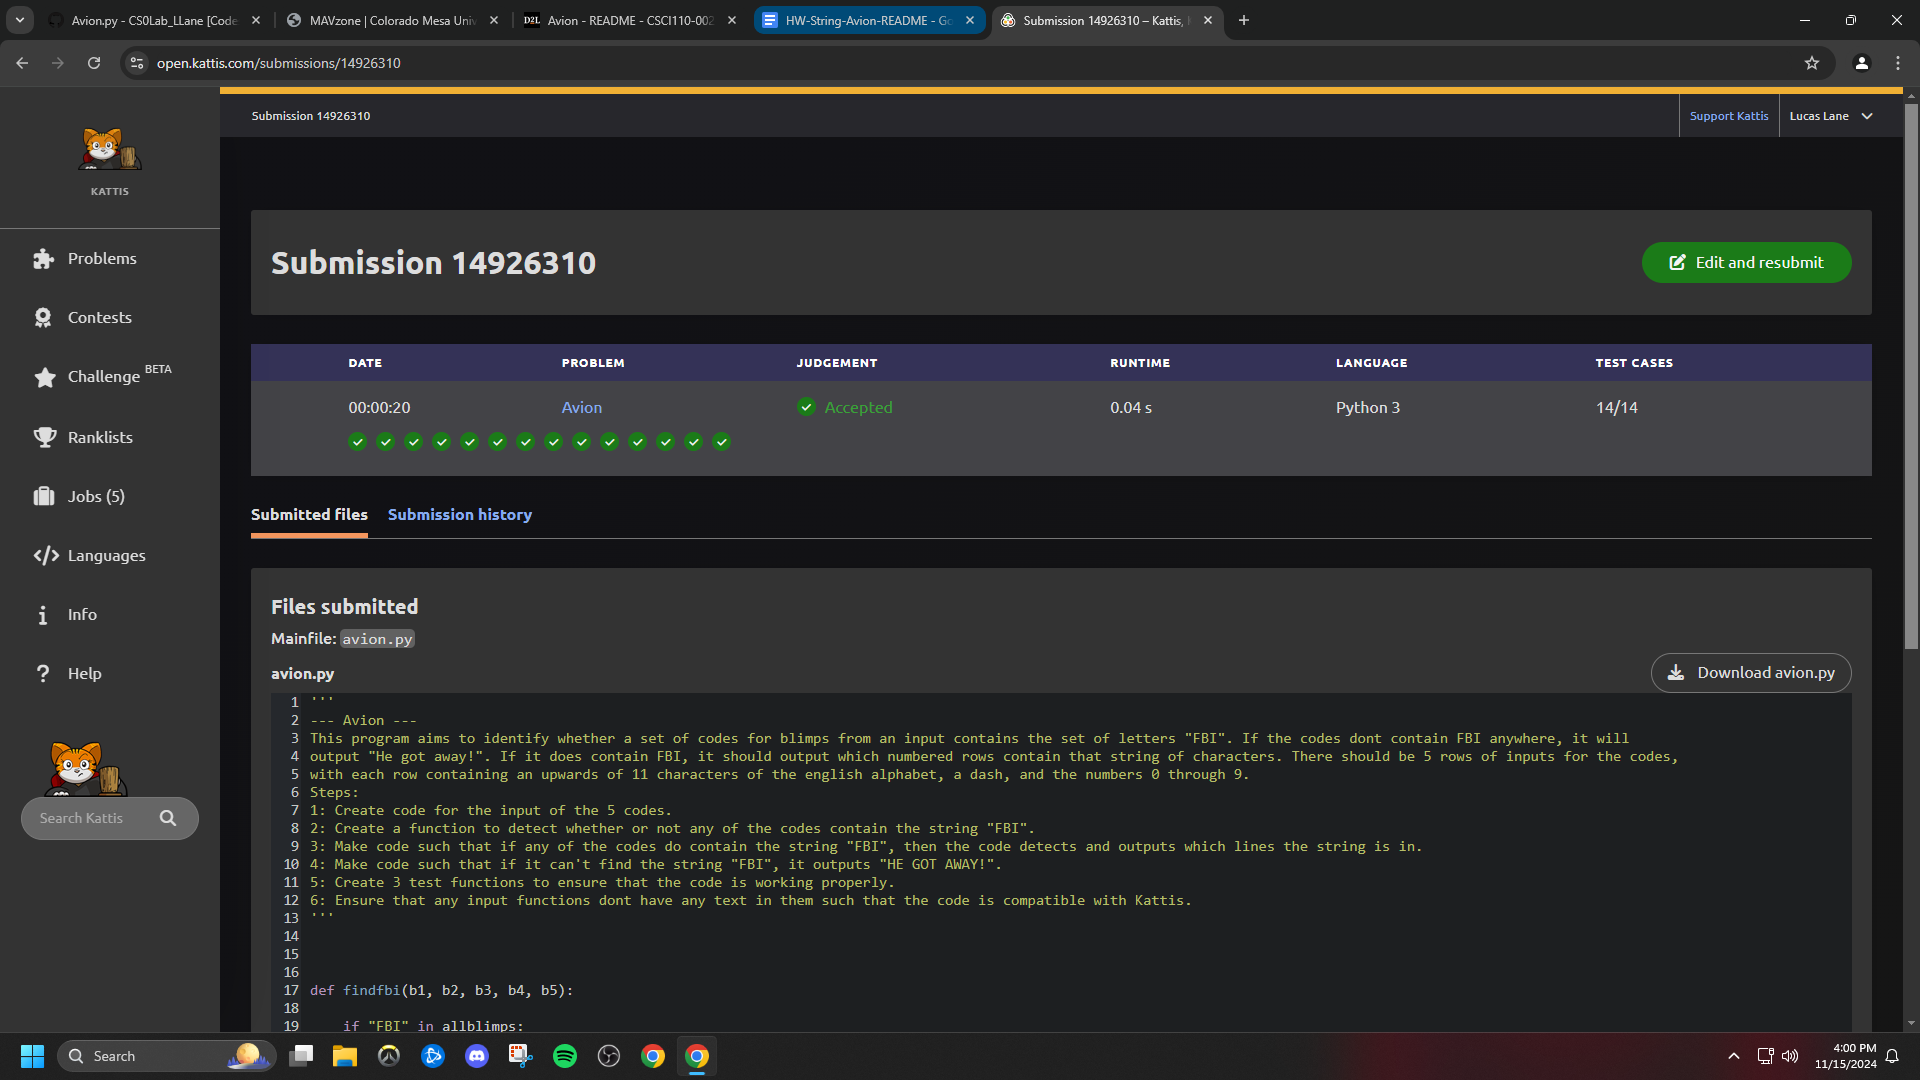 Avion.py - CS0Lab_LLane [Code
MAVzone | Colorado Mesa Univ
D2L Avion - README - CSCI110-002
HW-String-Avion-README - Go
Submission 14926310 – Kattis,
open.kattis.com/submissions/14926310
Submission 14926310
Support Kattis
Lucas Lane
KATTIS
Problems
Contests
Challenge BETA
Ranklists
Jobs (5)
Languages
Info
Help
Search Kattis
Submission 14926310
Edit and resubmit
DATE PROBLEM JUDGEMENT RUNTIME LANGUAGE TEST CASES
00:00:20 Avion Accepted 0.04 s Python 3 14/14
Submitted files Submission history
Files submitted
Mainfile: avion.py
avion.py
Download avion.py
1 '''
2 --- Avion ---
3 This program aims to identify whether a set of codes for blimps from an input contains the set of letters "FBI". If the codes dont contain FBI anywhere, it will
4 output "He got away!". If it does contain FBI, it should output which numbered rows contain that string of characters. There should be 5 rows of inputs for the codes,
5 with each row containing an upwards of 11 characters of the english alphabet, a dash, and the numbers 0 through 9.
6 Steps:
7 1: Create code for the input of the 5 codes.
8 2: Create a function to detect whether or not any of the codes contain the string "FBI".
9 3: Make code such that if any of the codes do contain the string "FBI", then the code detects and outputs which lines the string is in.
10 4: Make code such that if it can't find the string "FBI", it outputs "HE GOT AWAY!".
11 5: Create 3 test functions to ensure that the code is working properly.
12 6: Ensure that any input functions dont have any text in them such that the code is compatible with Kattis.
13 '''
14
15
16
17 def findfbi(b1, b2, b3, b4, b5):
18
19 if "FBI" in allblimps:
Search
4:00 PM
11/15/2024